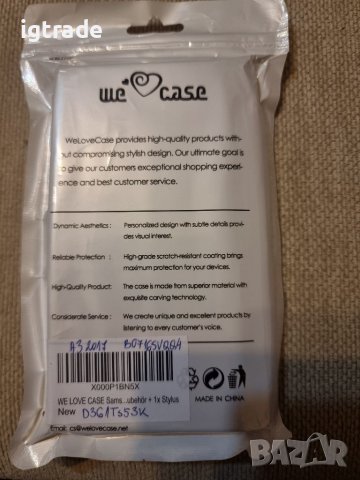 igtrade
we case
WeLoveCase provides high-quality products with-
out compromising stylish design. Our ultimate goal is
to give our customers exceptional shopping experi-
ence and best customer service.
Dynamic Aesthetics : Personalized design with subtle details provi-
des visual interest.
Reliable Protection : High-grade scratch-resistant coating brings
maximum protection for your devices.
High-Quality Product: The case is made from superior material with
exquisite carving technology.
Considerate Service : We create unique and excellent products by
listening to every customer's voice.
A3 2017
X000P1BN5X
WE LOVE CASE Sams...ubehör + 1x Stylus
New D3G1TS53K
MADE IN CHINA
Email: cs@welovecase.net
BAZAR.bg